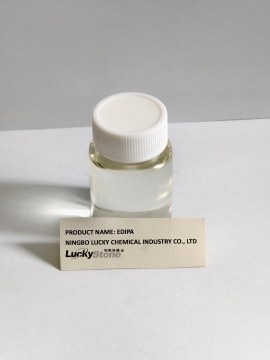 PRODUCT NAME: EDIPA
NINGBO LUCKY CHEMICAL INDUSTRY CO., LTD
LuckyStone